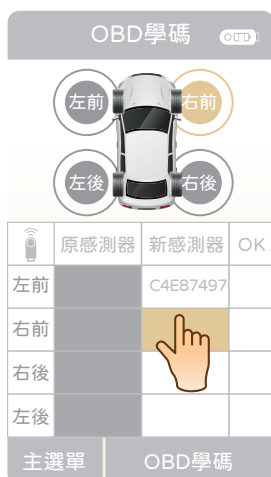 OBD學碼
左前 右前
左後 右後
原感測器 新感測器 OK
左前 C4E87497
右前
右後
左後
主選單 OBD學碼